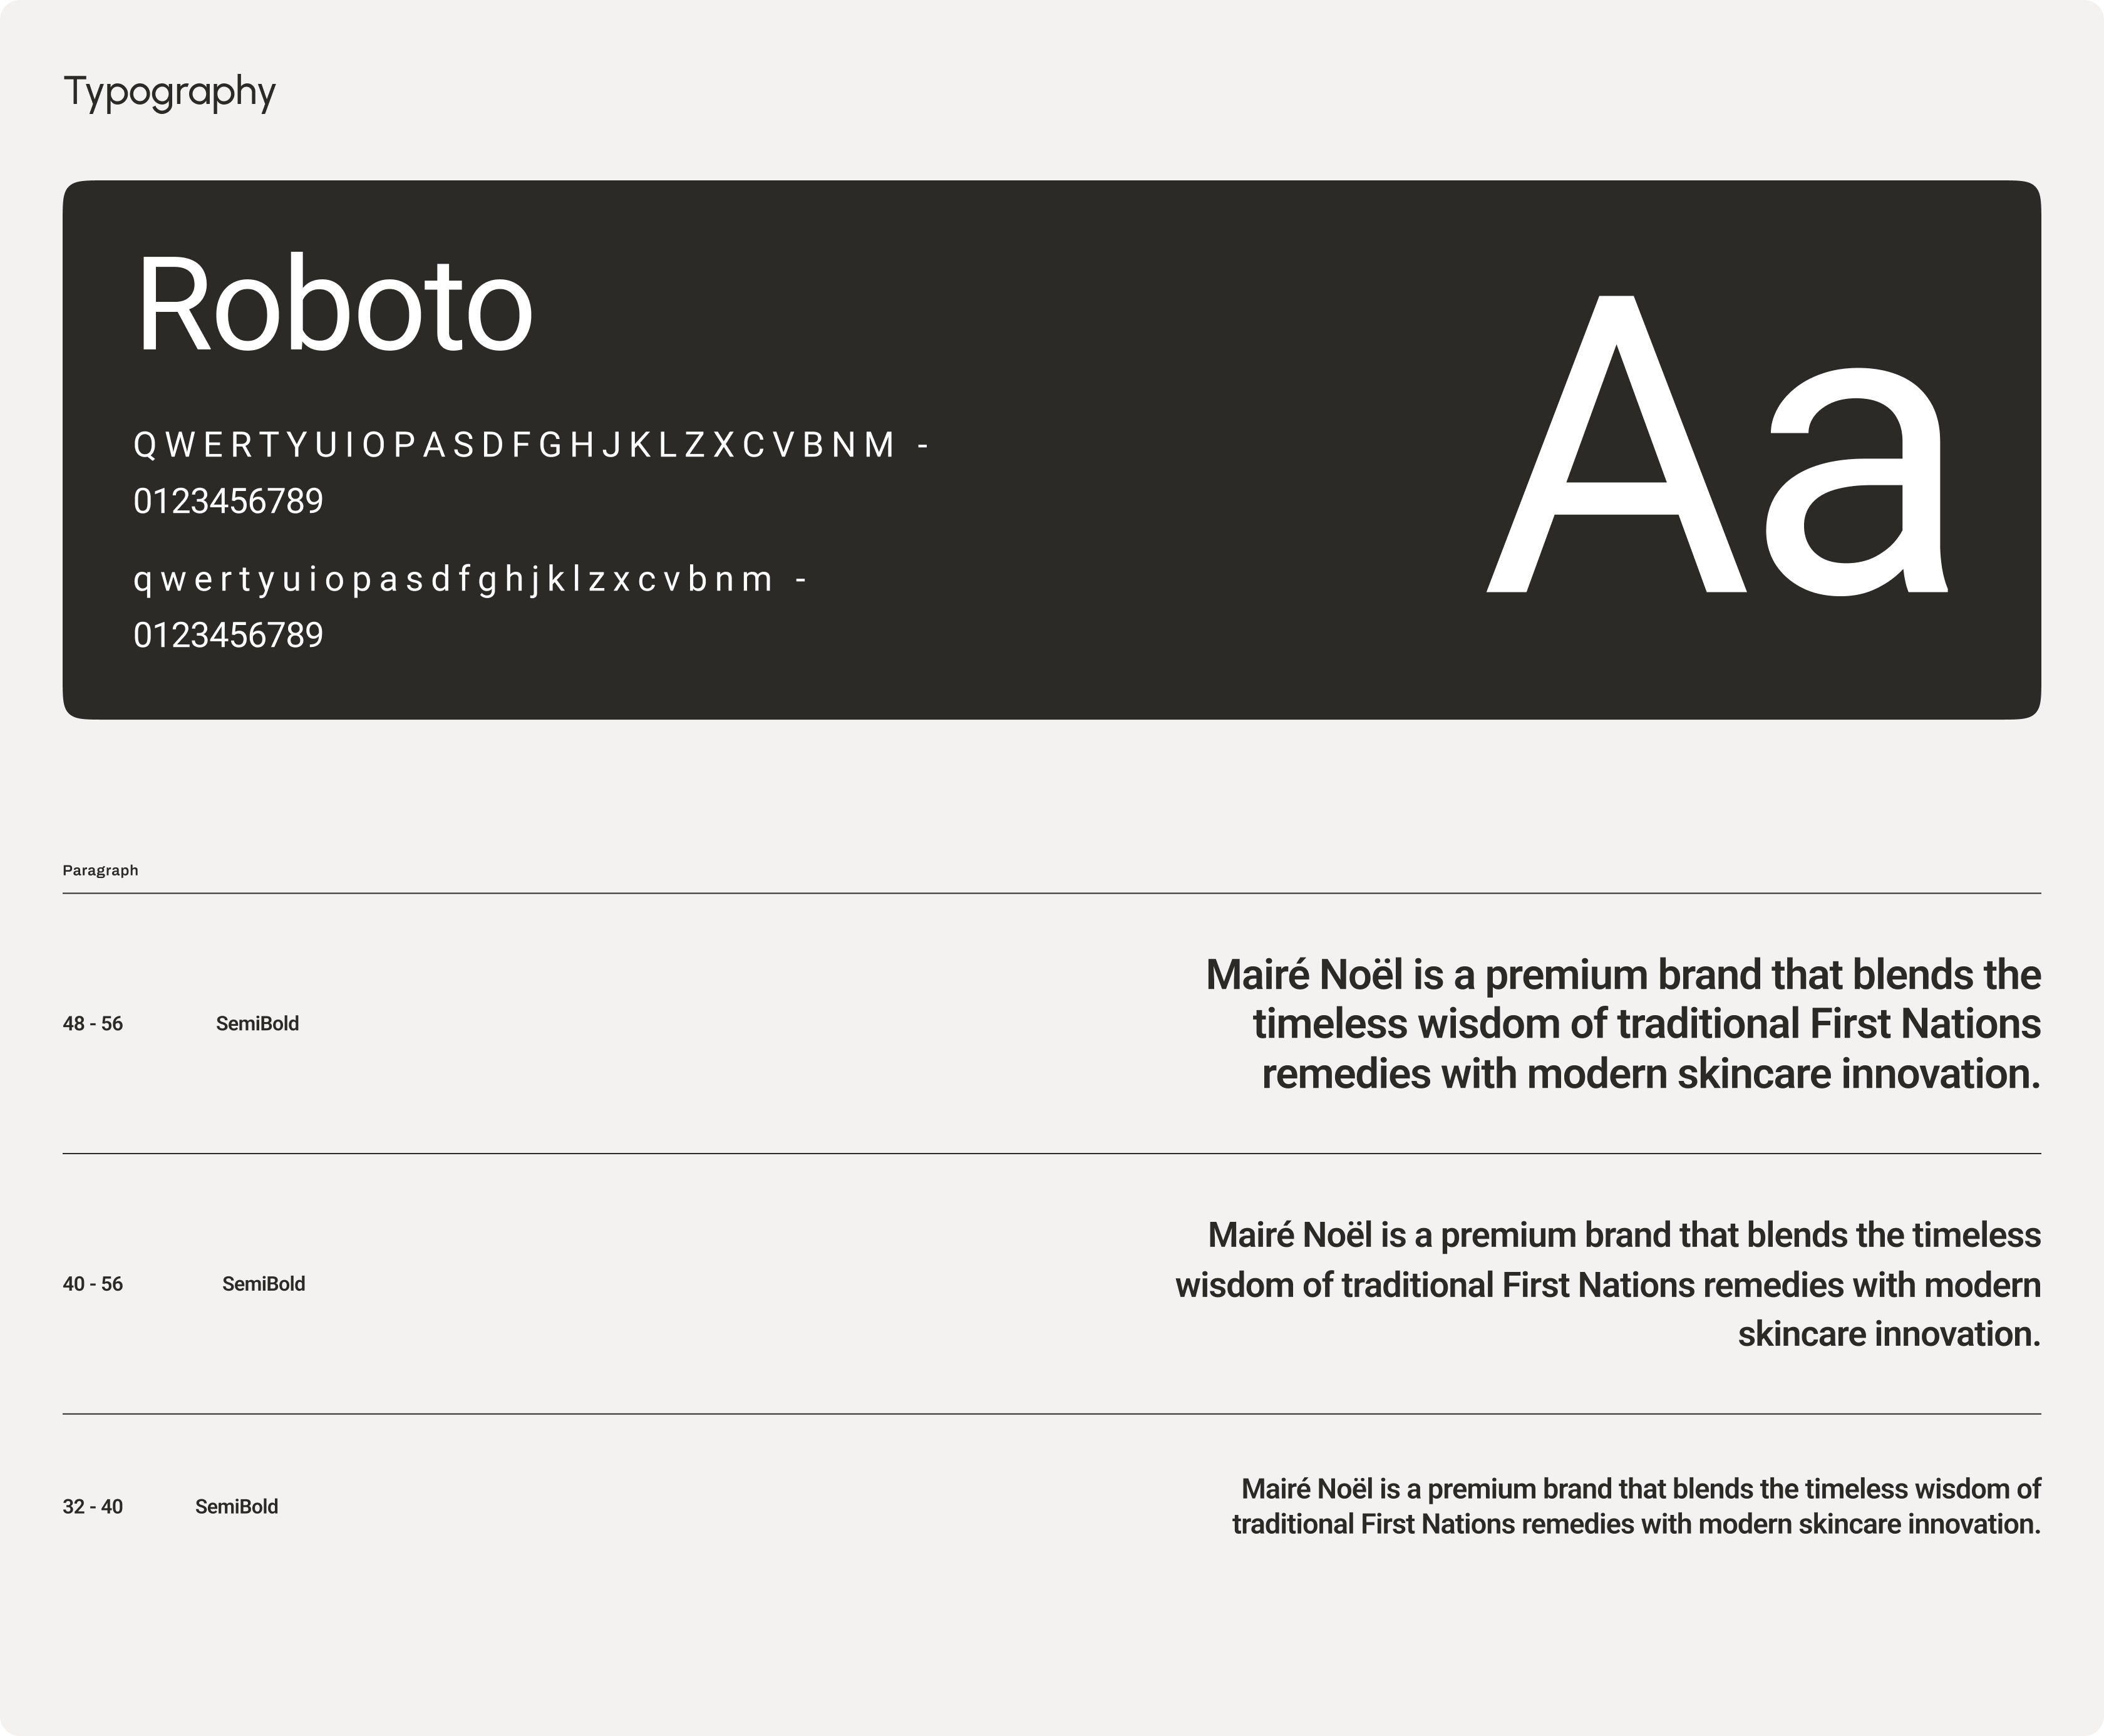 Typography
Roboto
Q W E R T Y U I O P A S D F G H J K L Z X C V B N M -
0123456789
q w e r t y u i o p a s d f g h j k l z x c v b n m -
0123456789
Aa
Paragraph
48 - 56 SemiBold
Mairé Noël is a premium brand that blends the
timeless wisdom of traditional First Nations
remedies with modern skincare innovation.
40 - 56 SemiBold
Mairé Noël is a premium brand that blends the timeless
wisdom of traditional First Nations remedies with modern
skincare innovation.
32 - 40 SemiBold
Mairé Noël is a premium brand that blends the timeless wisdom of
traditional First Nations remedies with modern skincare innovation.